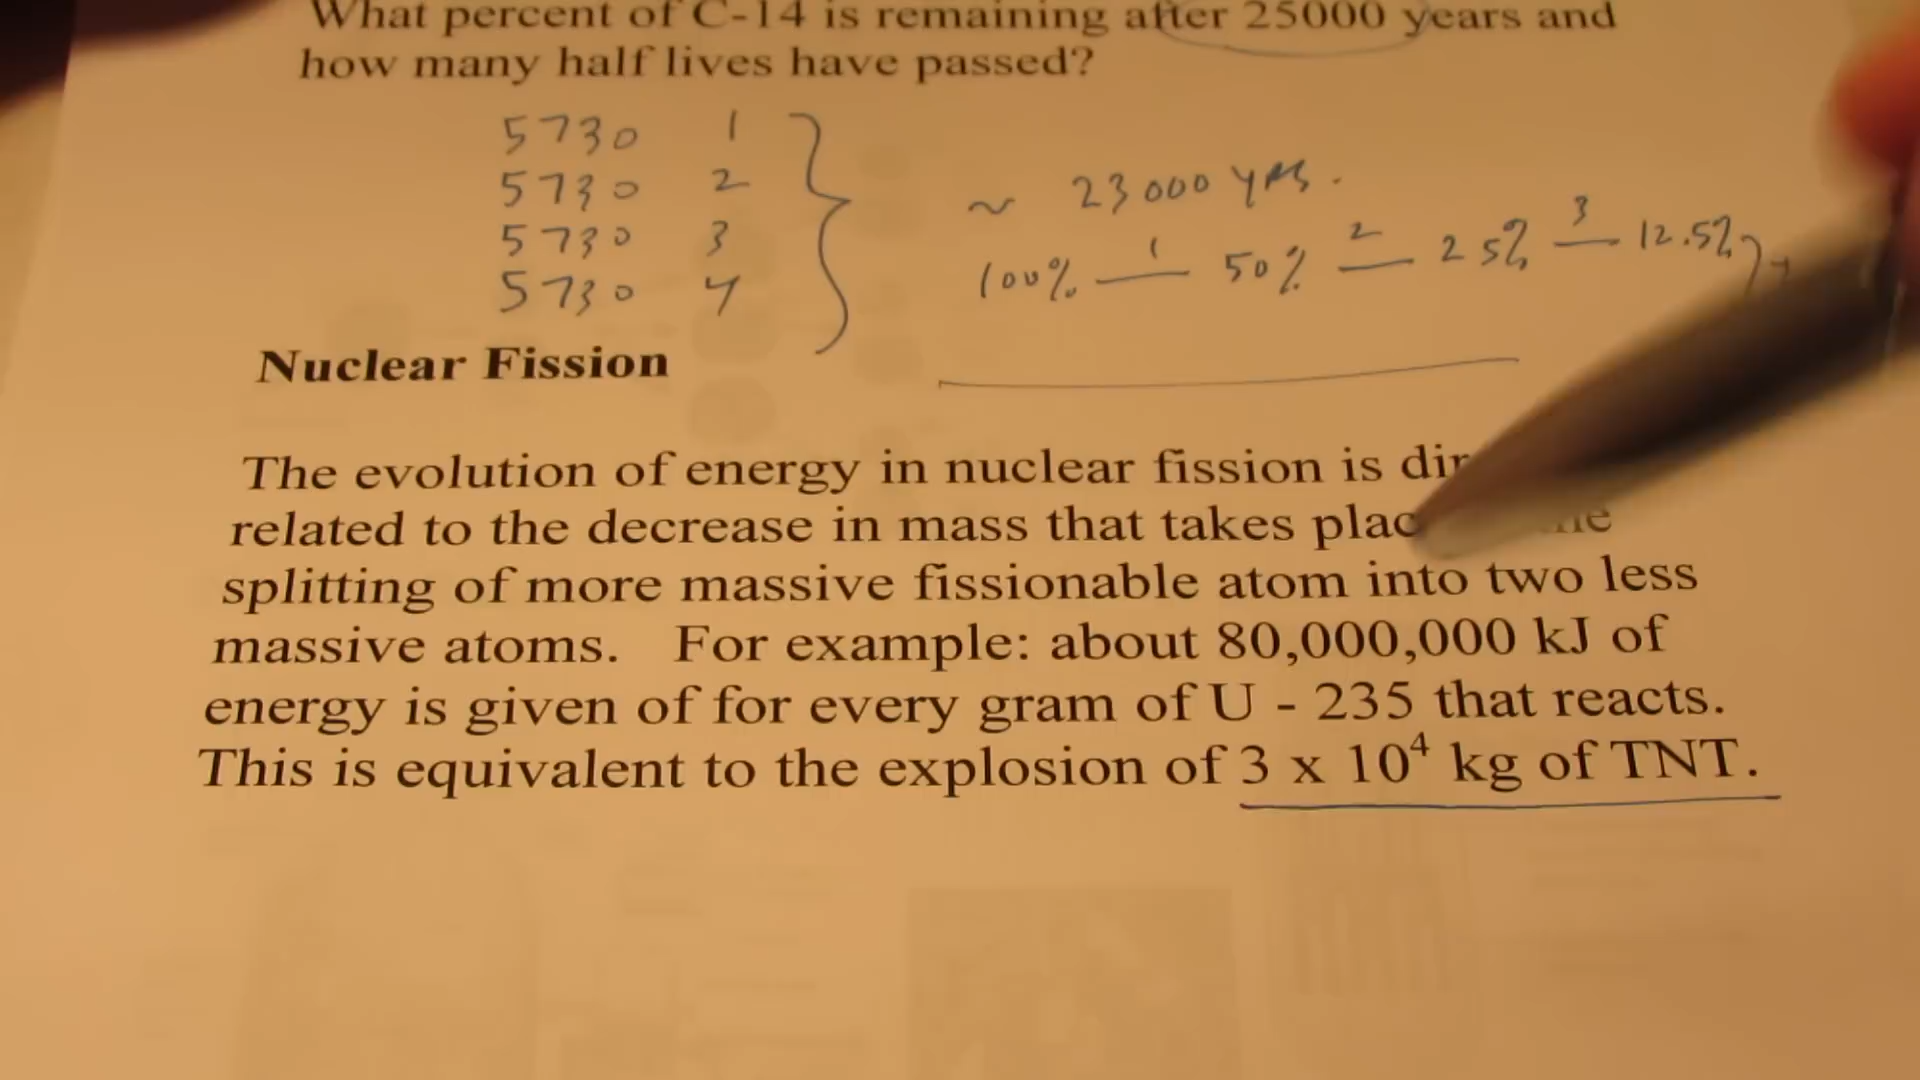 What percent of C-14 is remaining after 25000 years and
how many half lives have passed?
5730 1
5730 2
5730 3
5730 4
~ 23000 yrs.
100% 1 50% 2 25% 3 12.5%
Nuclear Fission
The evolution of energy in nuclear fission is
related to the decrease in mass that takes
splitting of more massive fissionable atom into two less
massive atoms. For example: about 80,000,000 kJ of
energy is given of for every gram of U - 235 that reacts.
This is equivalent to the explosion of 3 x 10⁴ kg of TNT.